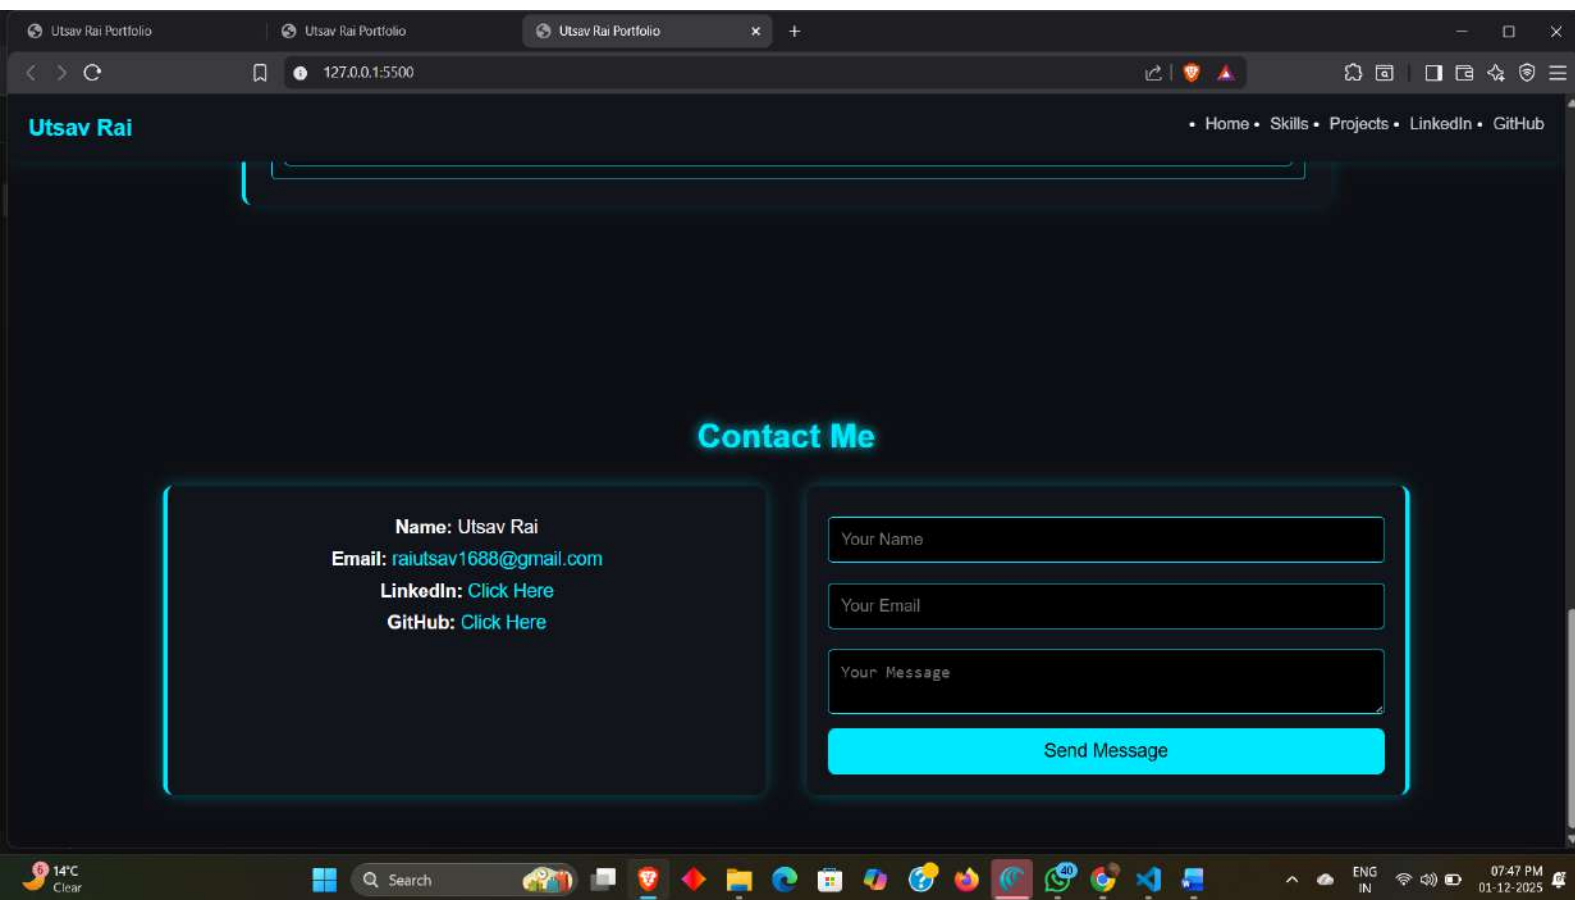 Utsav Rai Portfolio
Utsav Rai Portfolio
Utsav Rai Portfolio
127.0.0.1:5500
Utsav Rai
• Home • Skills • Projects • LinkedIn • GitHub
Contact Me
Name: Utsav Rai
Email: raiutsav1688@gmail.com
LinkedIn: Click Here
GitHub: Click Here
Your Name
Your Email
Your Message
Send Message
6
14°C
Clear
Search
40
ENG
IN
07:47 PM
01-12-2025